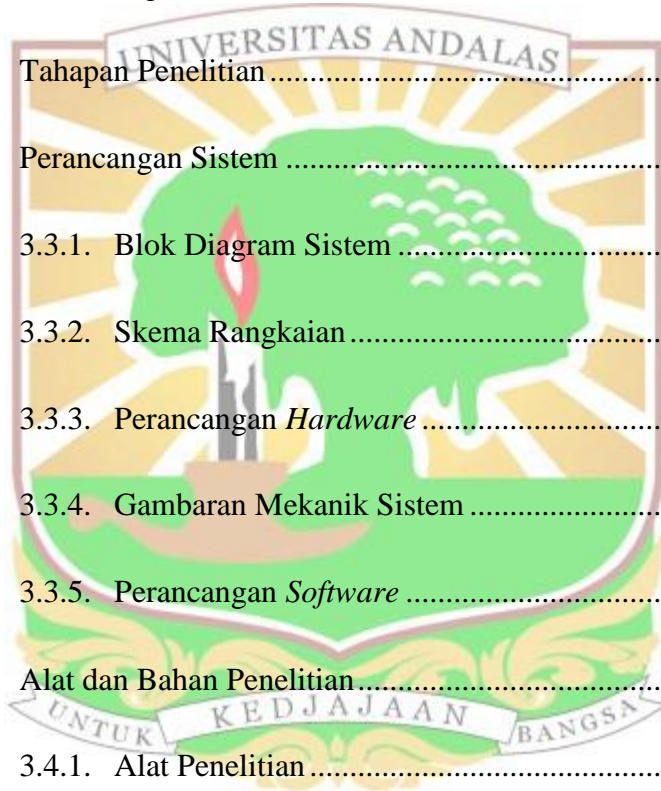 UNIVERSITAS ANDALAS
Tahapan Penelitian ....................................
Perancangan Sistem ..................................
3.3.1. Blok Diagram Sistem .........................
3.3.2. Skema Rangkaian ..............................
3.3.3. Perancangan Hardware .......................
3.3.4. Gambaran Mekanik Sistem .................
3.3.5. Perancangan Software ........................
Alat dan Bahan Penelitian ............................
UNTUK KEDJAJAAN BANGSA
3.4.1. Alat Penelitian .................................